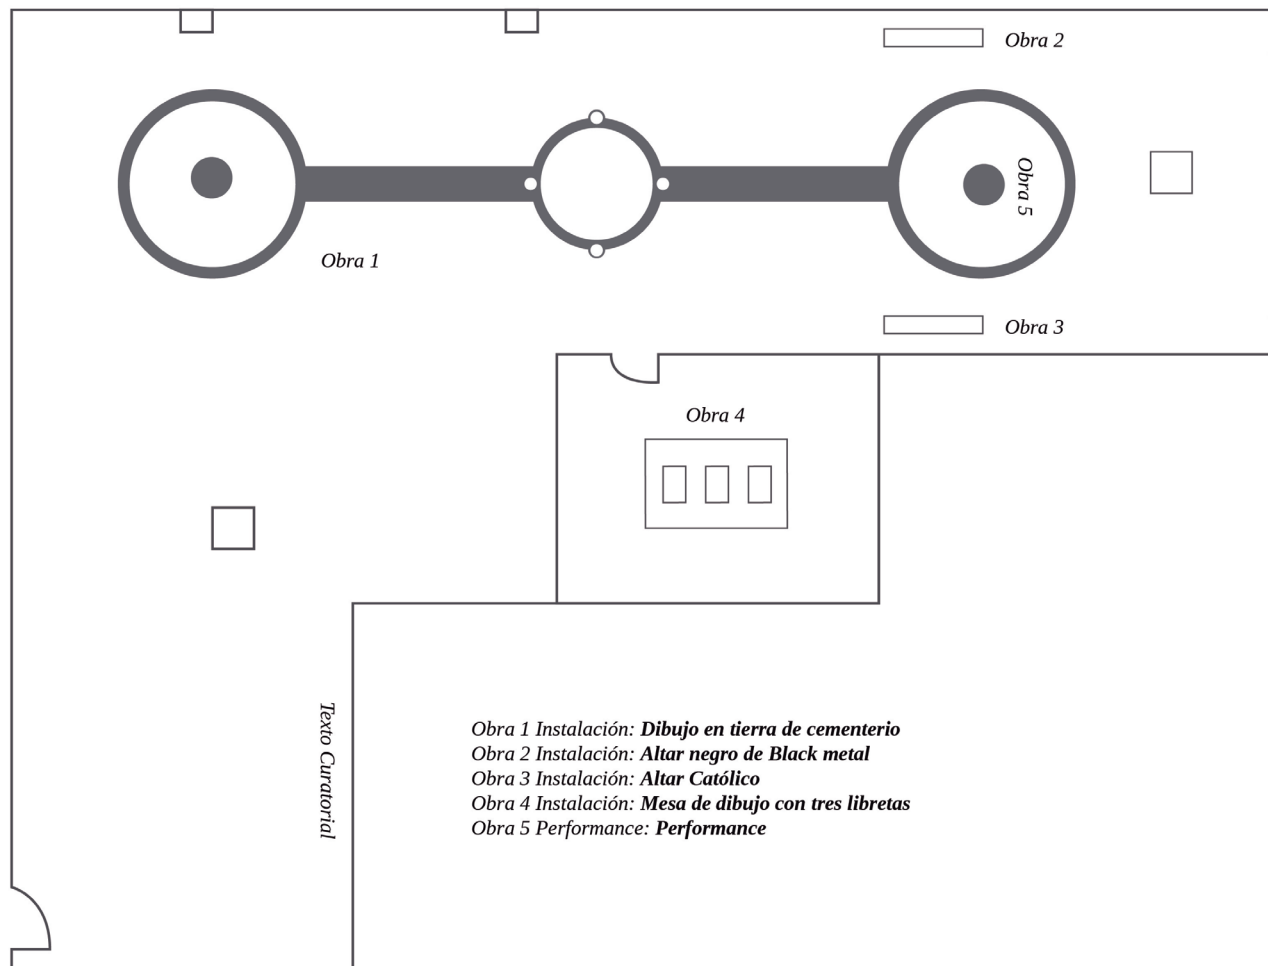 Obra 2
Obra 5
Obra 1
Obra 3
Obra 4
Texto Curatorial
Obra 1 Instalación: Dibujo en tierra de cementerio
Obra 2 Instalación: Altar negro de Black metal
Obra 3 Instalación: Altar Católico
Obra 4 Instalación: Mesa de dibujo con tres libretas
Obra 5 Performance: Performance